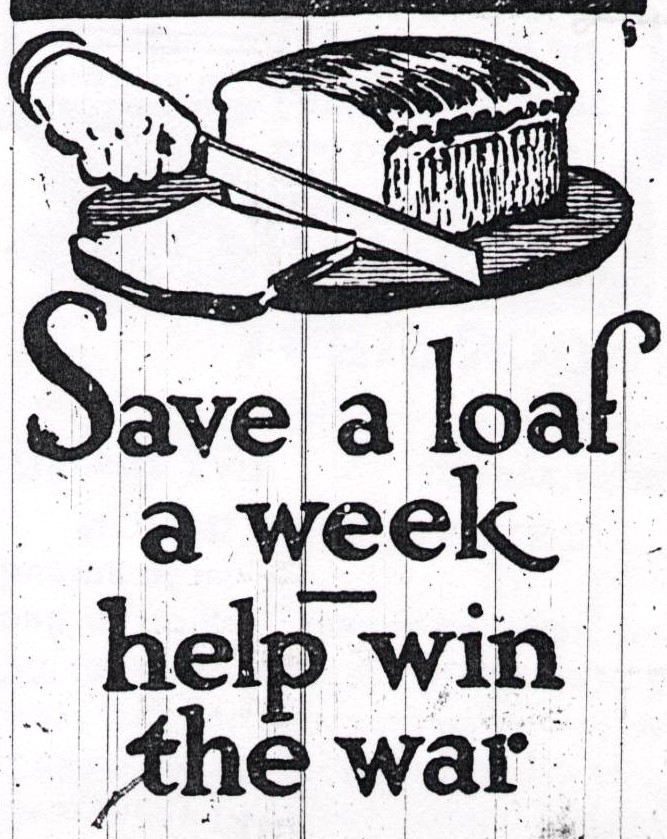 Save a loaf
a week
—
help win
the war